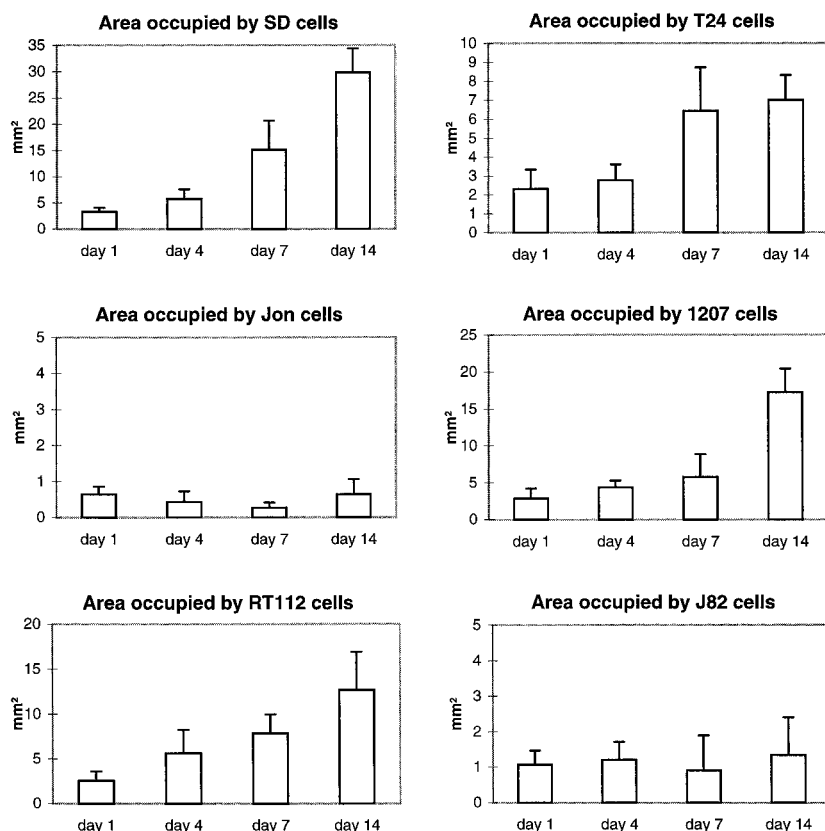 Area occupied by SD cells
35
30
25
20
15
10
5
0
mm²
day 1 day 4 day 7 day 14
Area occupied by T24 cells
10
9
8
7
6
5
4
3
2
1
0
mm²
day 1 day 4 day 7 day 14
Area occupied by Jon cells
5
4
3
2
1
0
mm²
day 1 day 4 day 7 day 14
Area occupied by 1207 cells
25
20
15
10
5
0
mm²
day 1 day 4 day 7 day 14
Area occupied by RT112 cells
20
15
10
5
0
mm²
day 1 day 4 day 7 day 14
Area occupied by J82 cells
5
4
3
2
1
0
mm²
day 1 day 4 day 7 day 14